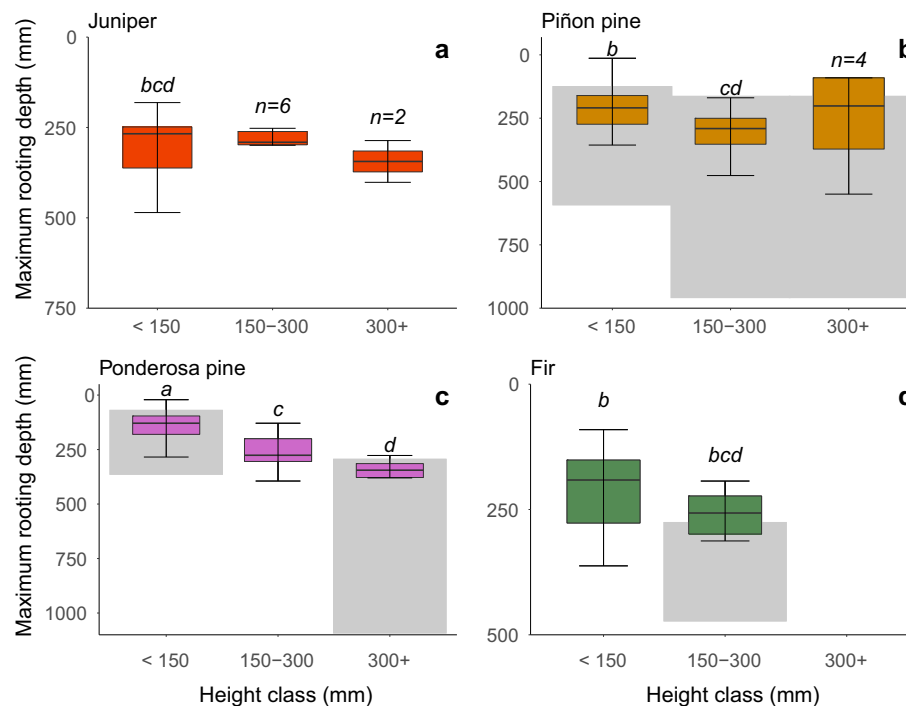 Juniper
a
Maximum rooting depth (mm)
0
250
500
750
bcd
n=6
n=2
< 150
150−300
300+
Piñon pine
b
0
250
500
750
1000
b
cd
n=4
< 150
150−300
300+
Ponderosa pine
c
Maximum rooting depth (mm)
0
250
500
750
1000
a
c
d
< 150
150−300
300+
Height class (mm)
Fir
d
0
250
500
b
bcd
< 150
150−300
300+
Height class (mm)